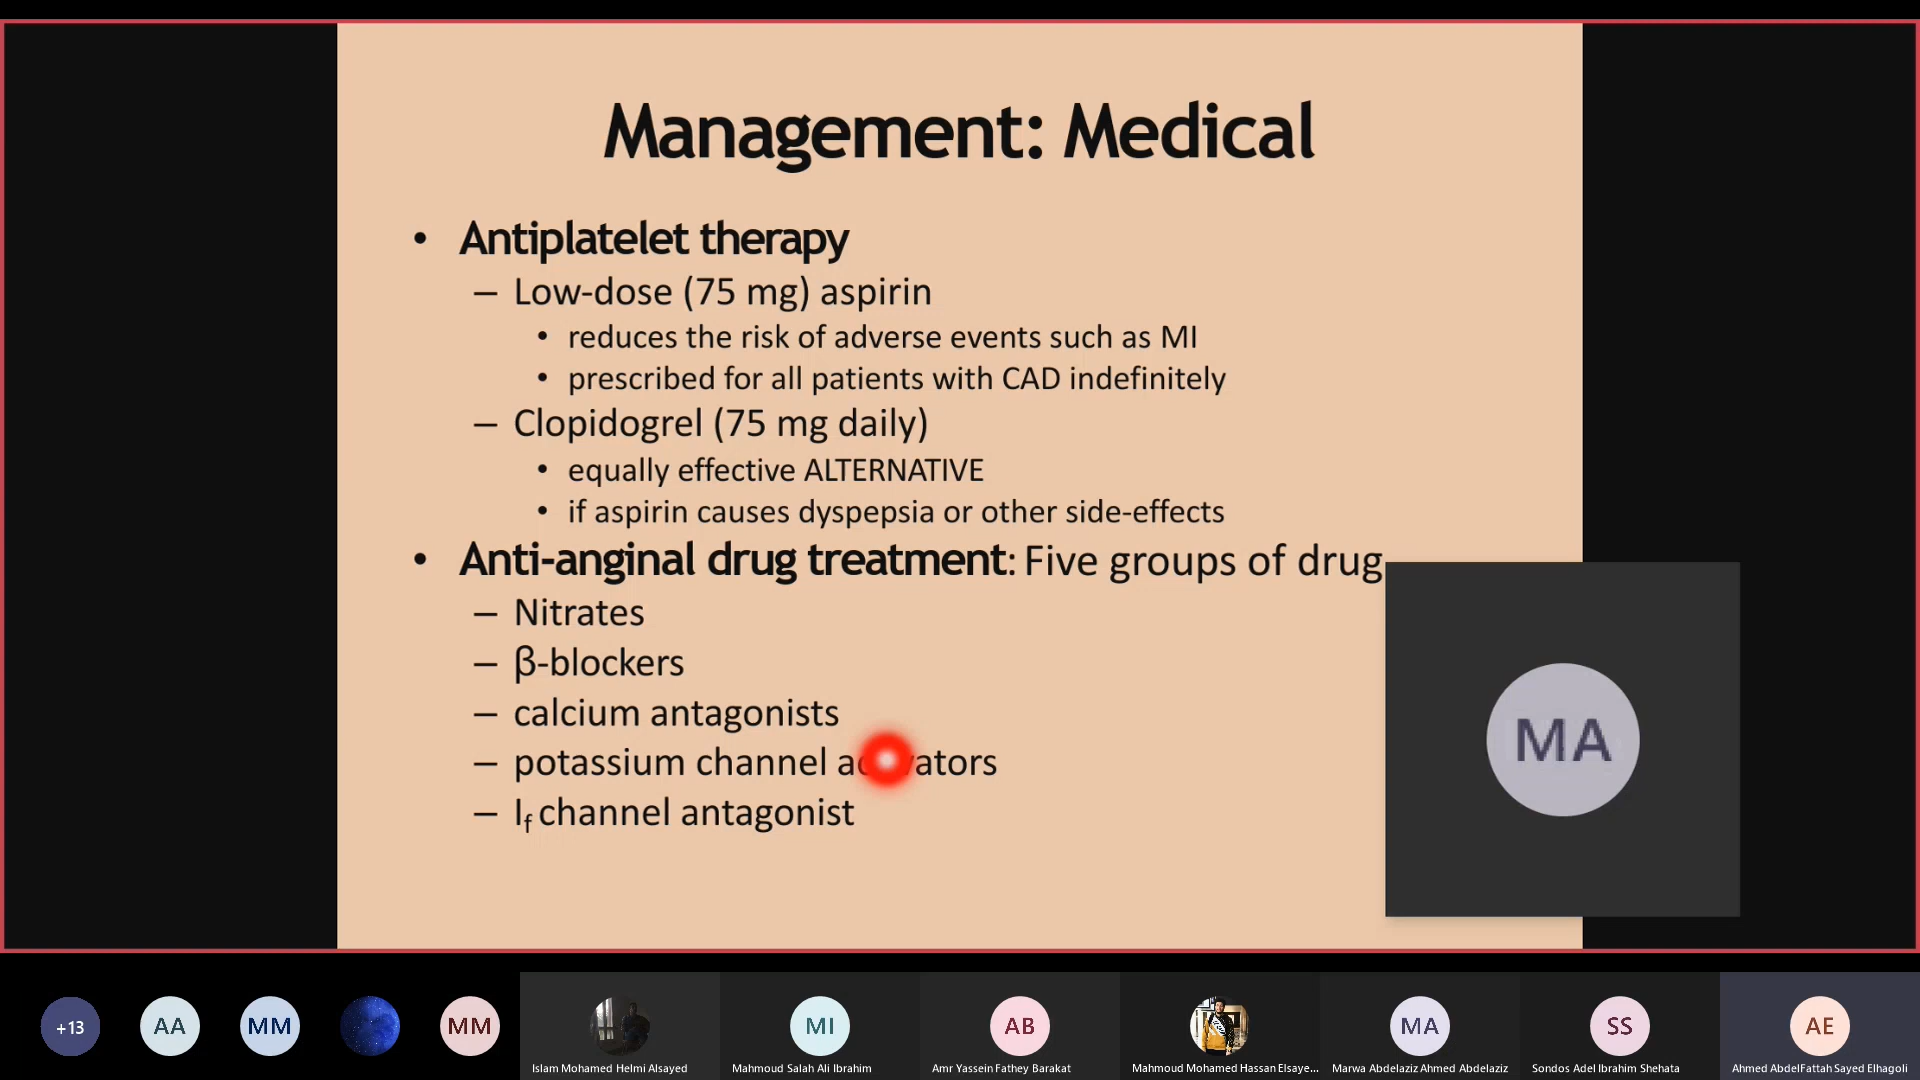 Management: Medical
• Antiplatelet therapy
– Low-dose (75 mg) aspirin
• reduces the risk of adverse events such as MI
• prescribed for all patients with CAD indefinitely
– Clopidogrel (75 mg daily)
• equally effective ALTERNATIVE
• if aspirin causes dyspepsia or other side-effects
• Anti-anginal drug treatment: Five groups of drug
– Nitrates
– β-blockers
– calcium antagonists
– potassium channel activators
– If channel antagonist
MA
+13
AA
MM
MM
MI
AB
MA
SS
AE
Islam Mohamed Helmi Alsayed
Mahmoud Salah Ali Ibrahim
Amr Yassein Fathey Barakat
Mahmoud Mohamed Hassan Elsaye...
Marwa Abdelaziz Ahmed Abdelaziz
Sondos Adel Ibrahim Shehata
Ahmed AbdelFattah Sayed Elhagoli